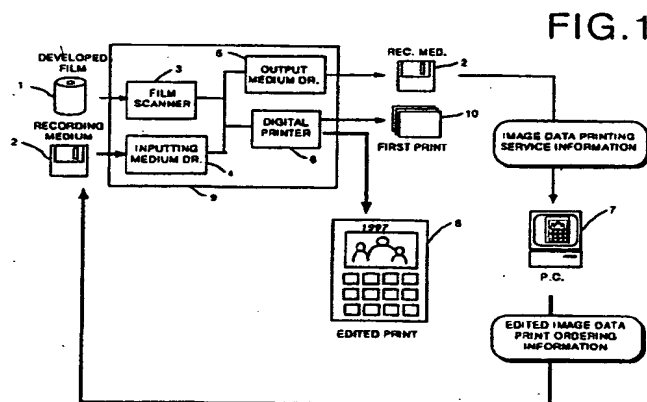 FIG.1
DEVELOPED
FILM
1
3
FILM
SCANNER
5
OUTPUT
MEDIUM DR.
REC. MED.
2
10
FIRST PRINT
RECORDING
MEDIUM
2
INPUTTING
MEDIUM DR.
4
DIGITAL
PRINTER
6
9
IMAGE DATA PRINTING
SERVICE INFORMATION
7
P.C.
1997
8
EDITED PRINT
EDITED IMAGE DATA
PRINT ORDERING
INFORMATION